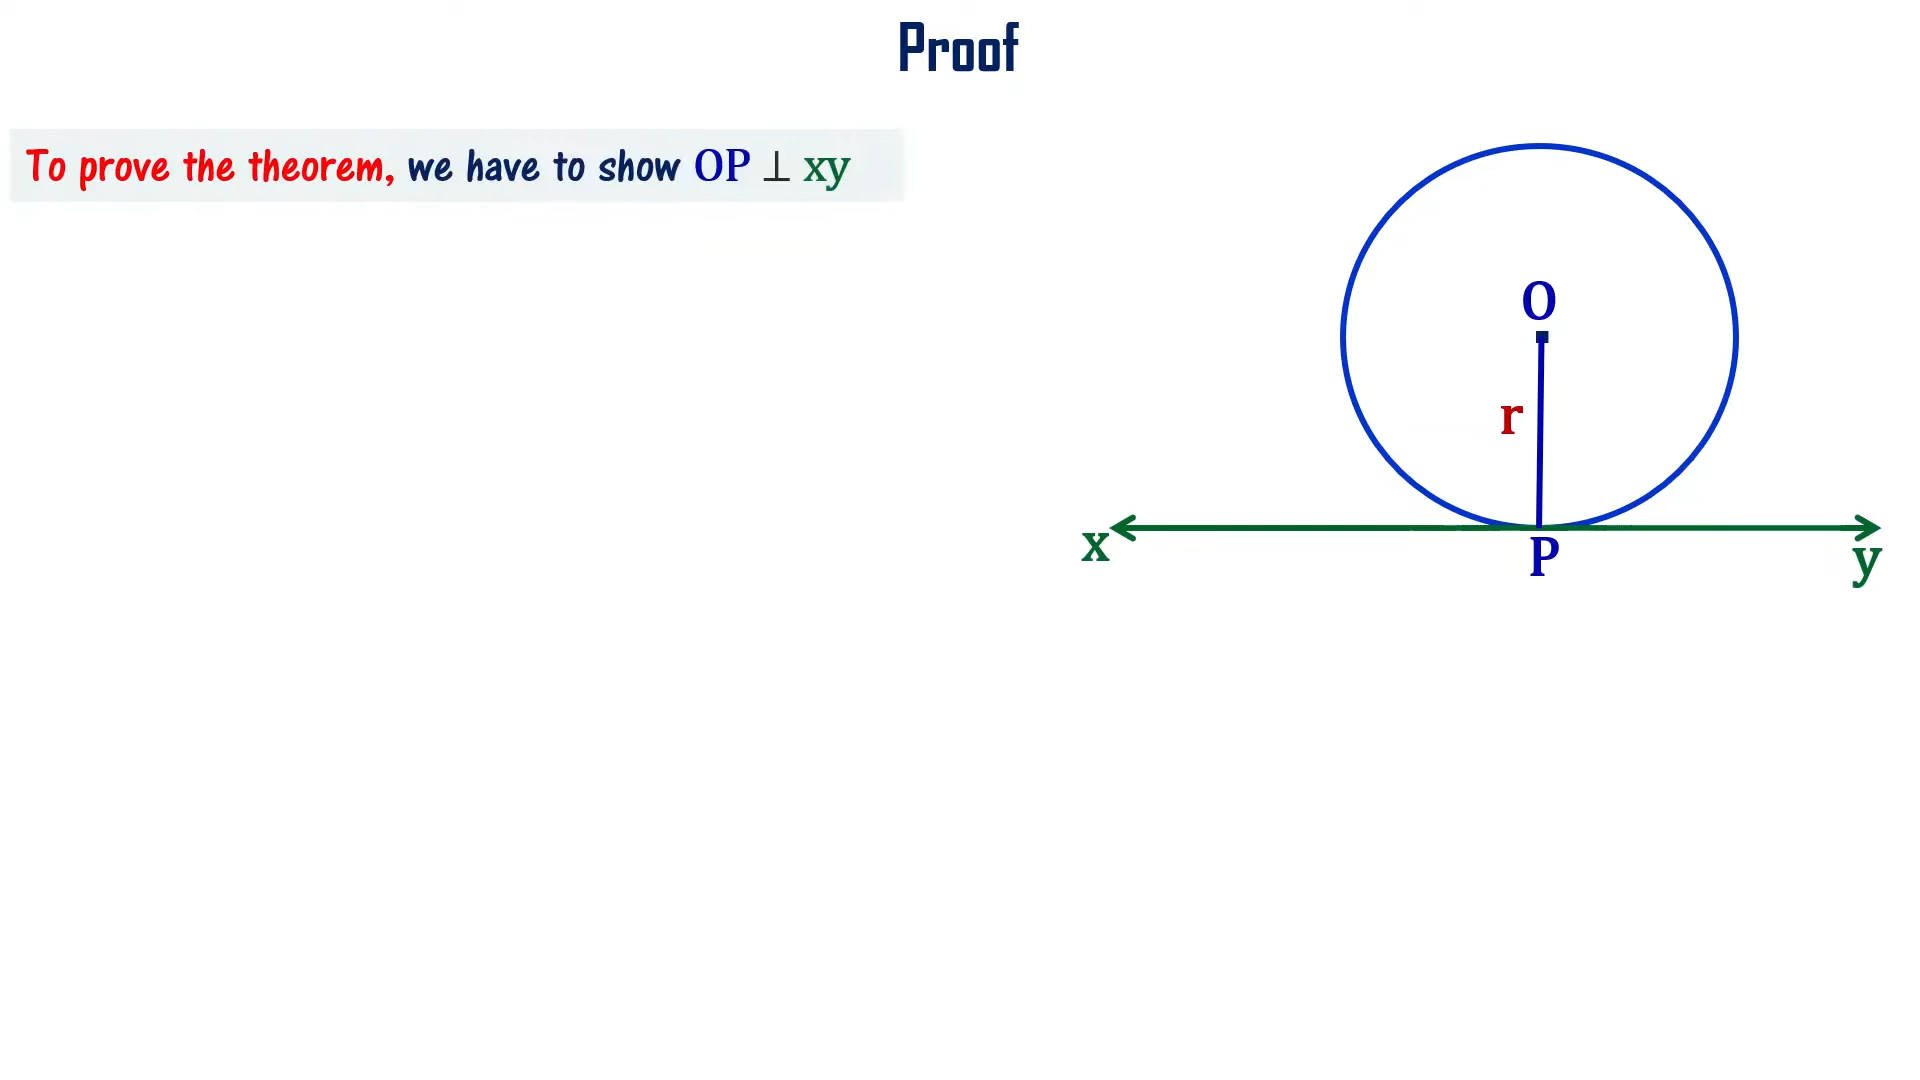 Proof
To prove the theorem, we have to show OP ⊥ xy
O
r
x
P
y